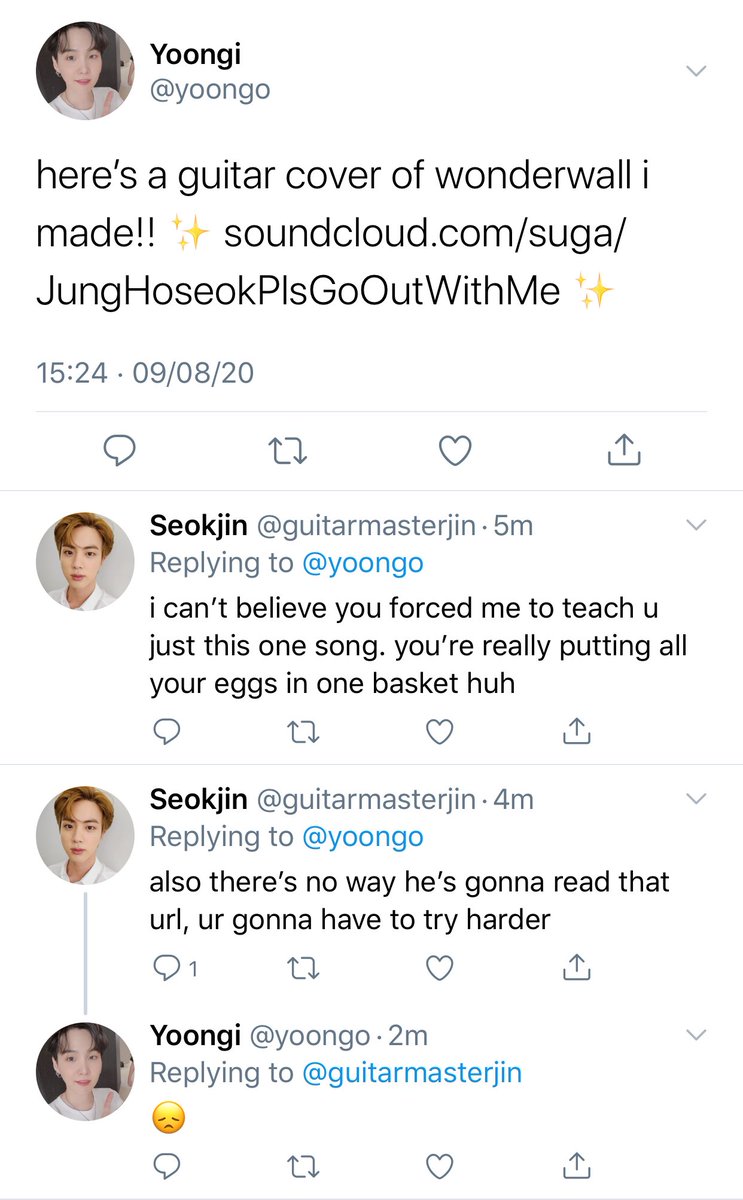 Yoongi
@yoongo
here’s a guitar cover of wonderwall i
made!! ✨ soundcloud.com/suga/
JungHoseokPlsGoOutWithMe ✨
15:24 · 09/08/20
Seokjin @guitarmasterjin · 5m
Replying to @yoongo
i can’t believe you forced me to teach u
just this one song. you’re really putting all
your eggs in one basket huh
Seokjin @guitarmasterjin · 4m
Replying to @yoongo
also there’s no way he’s gonna read that
url, ur gonna have to try harder
1
Yoongi @yoongo · 2m
Replying to @guitarmasterjin
😞